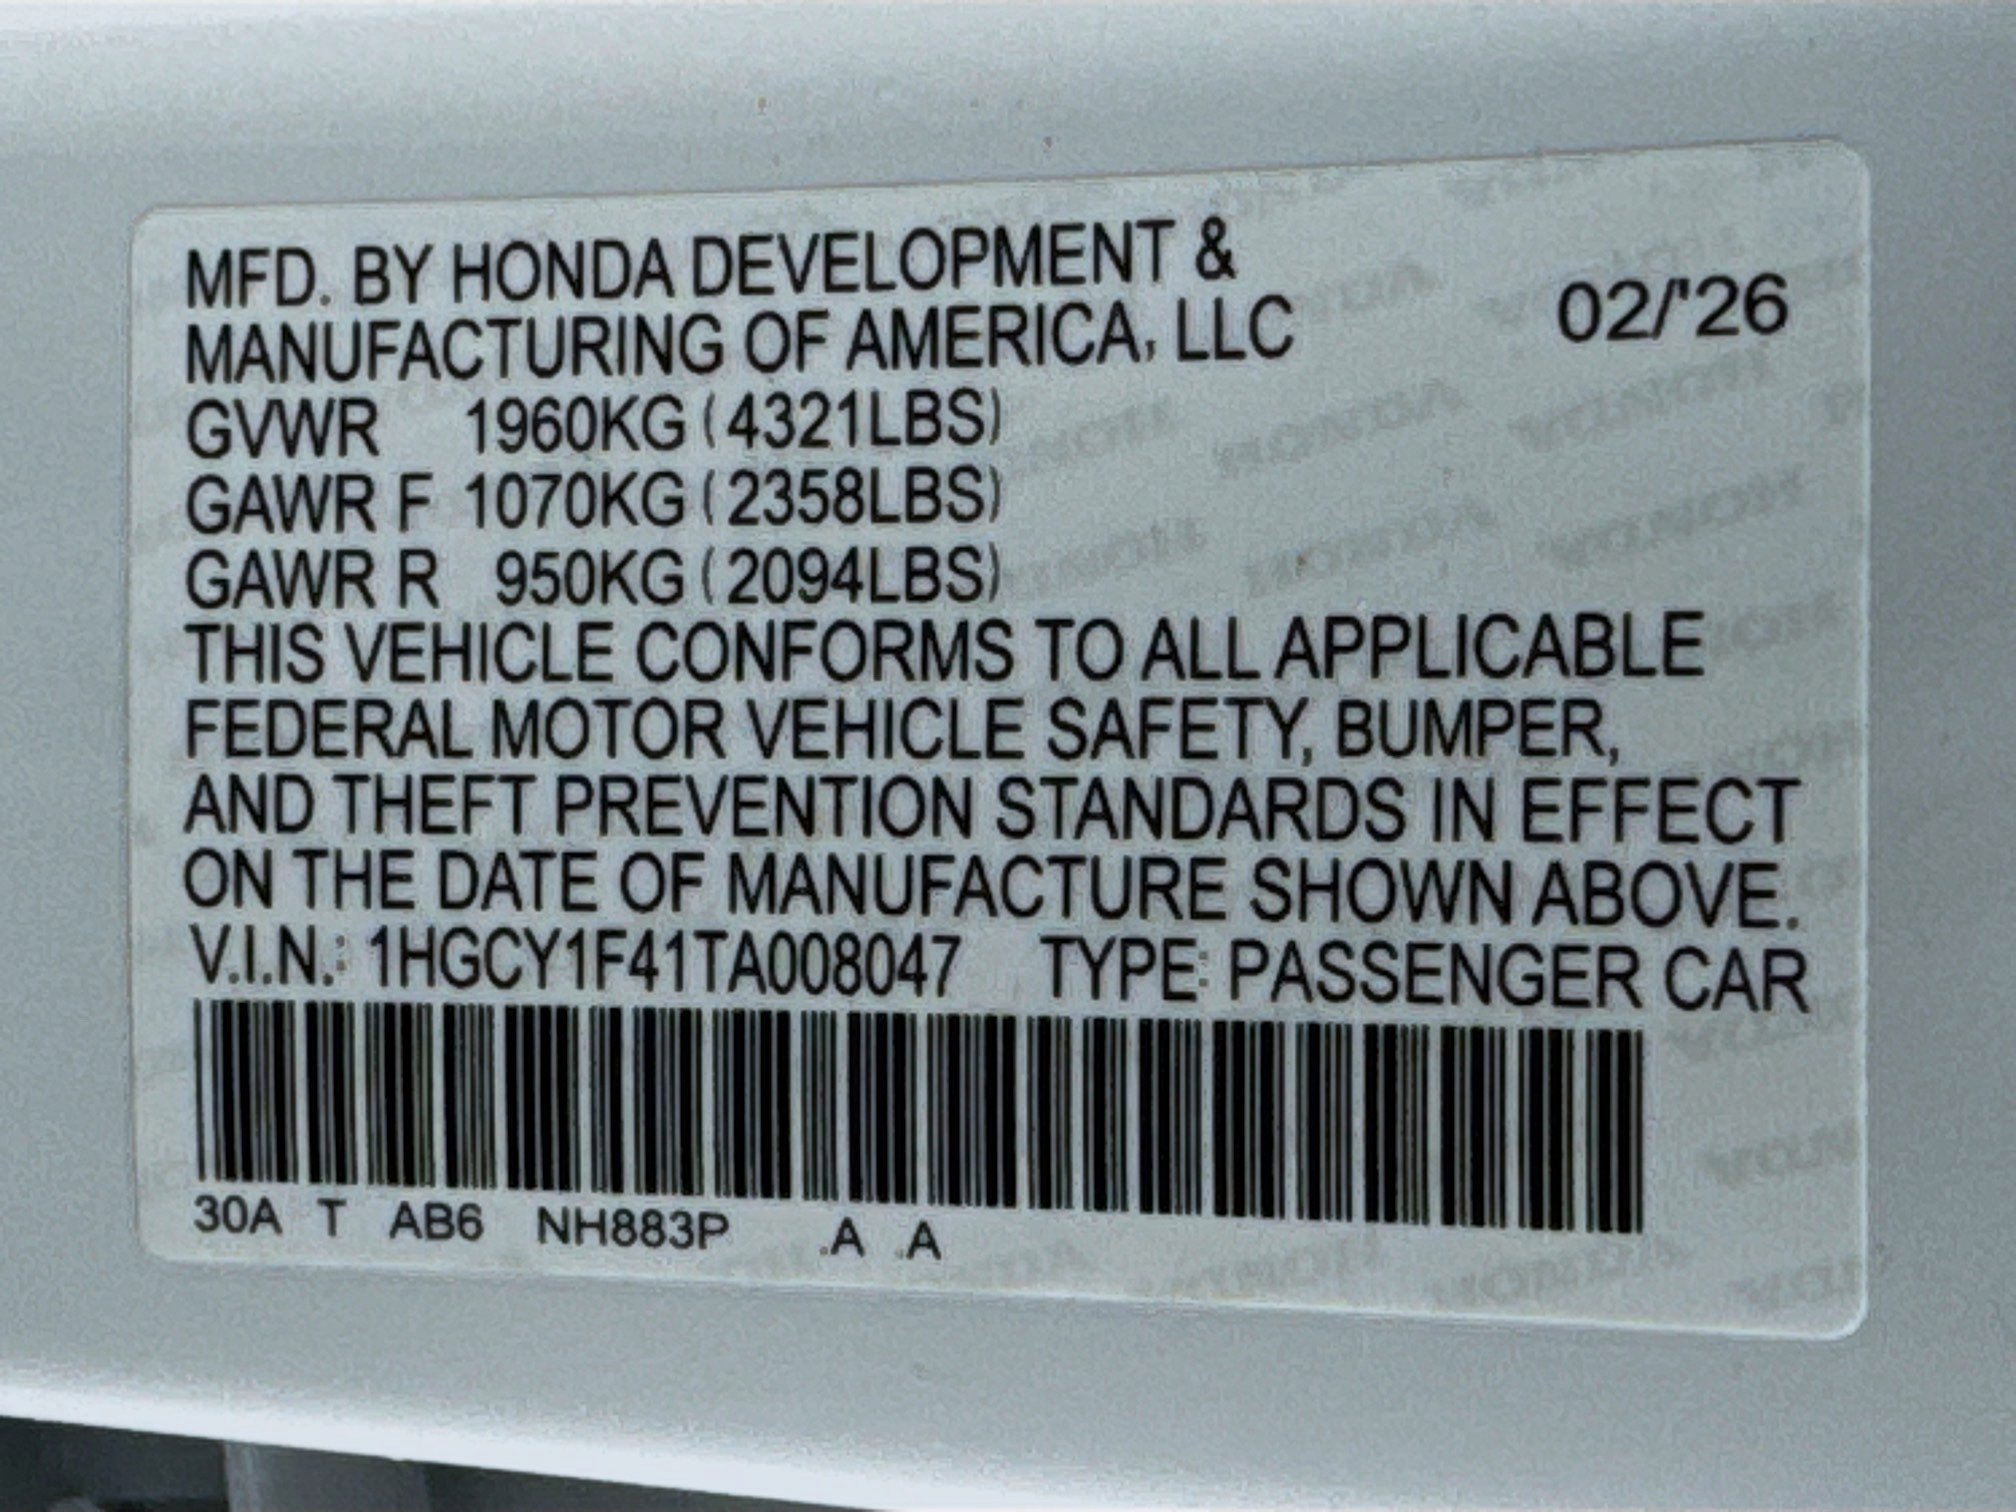 MFD. BY HONDA DEVELOPMENT &
MANUFACTURING OF AMERICA, LLC 02/'26
GVWR 1960KG (4321LBS)
GAWR F 1070KG (2358LBS)
GAWR R 950KG (2094LBS)
THIS VEHICLE CONFORMS TO ALL APPLICABLE
FEDERAL MOTOR VEHICLE SAFETY, BUMPER,
AND THEFT PREVENTION STANDARDS IN EFFECT
ON THE DATE OF MANUFACTURE SHOWN ABOVE.
V.I.N.: 1HGCY1F41TA008047 TYPE: PASSENGER CAR
30A T AB6 NH883P A A